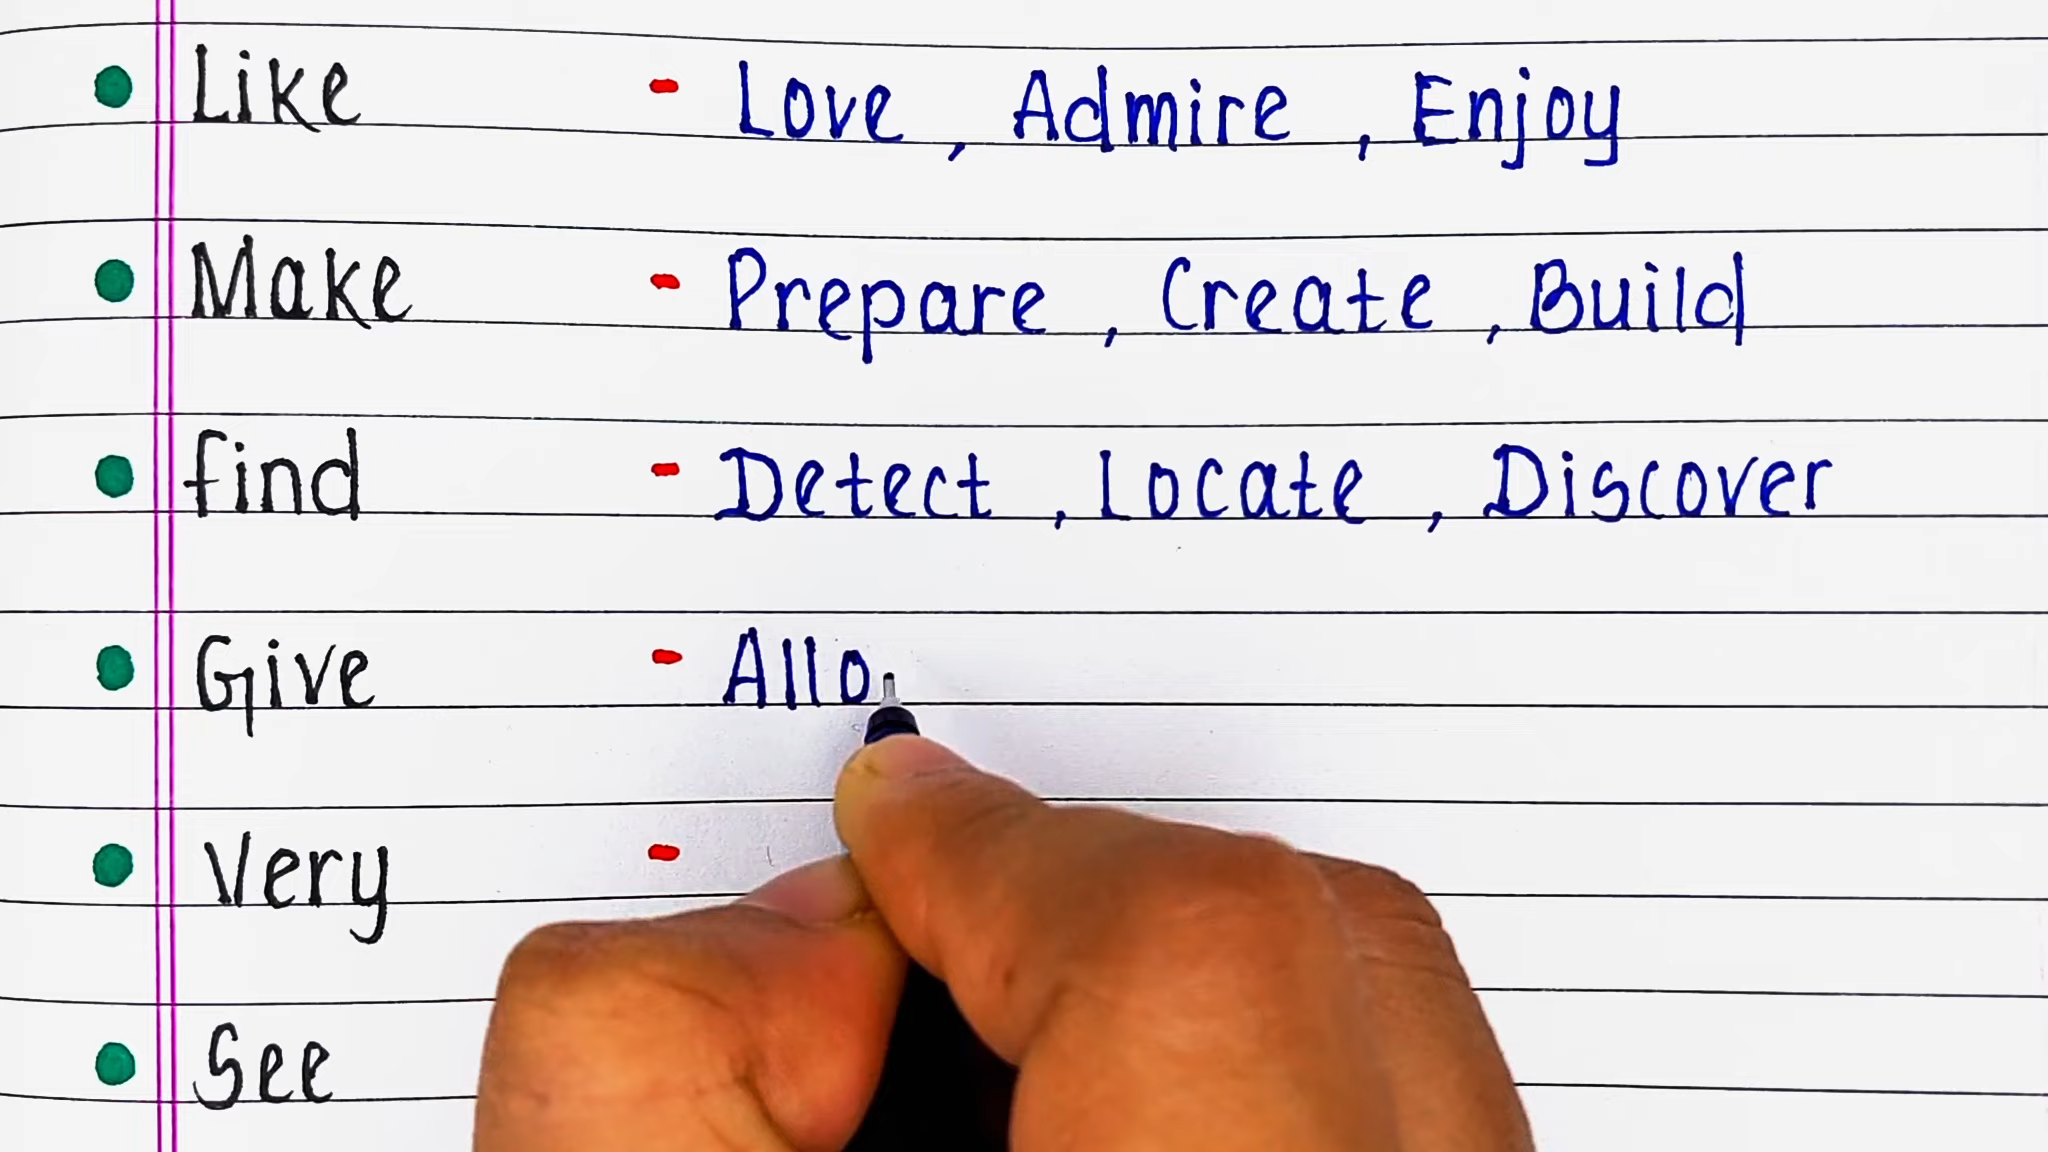 Like - Love, Admire, Enjoy
Make - Prepare, Create, Build
find - Detect, Locate, Discover
Give - Allo
Very -
See